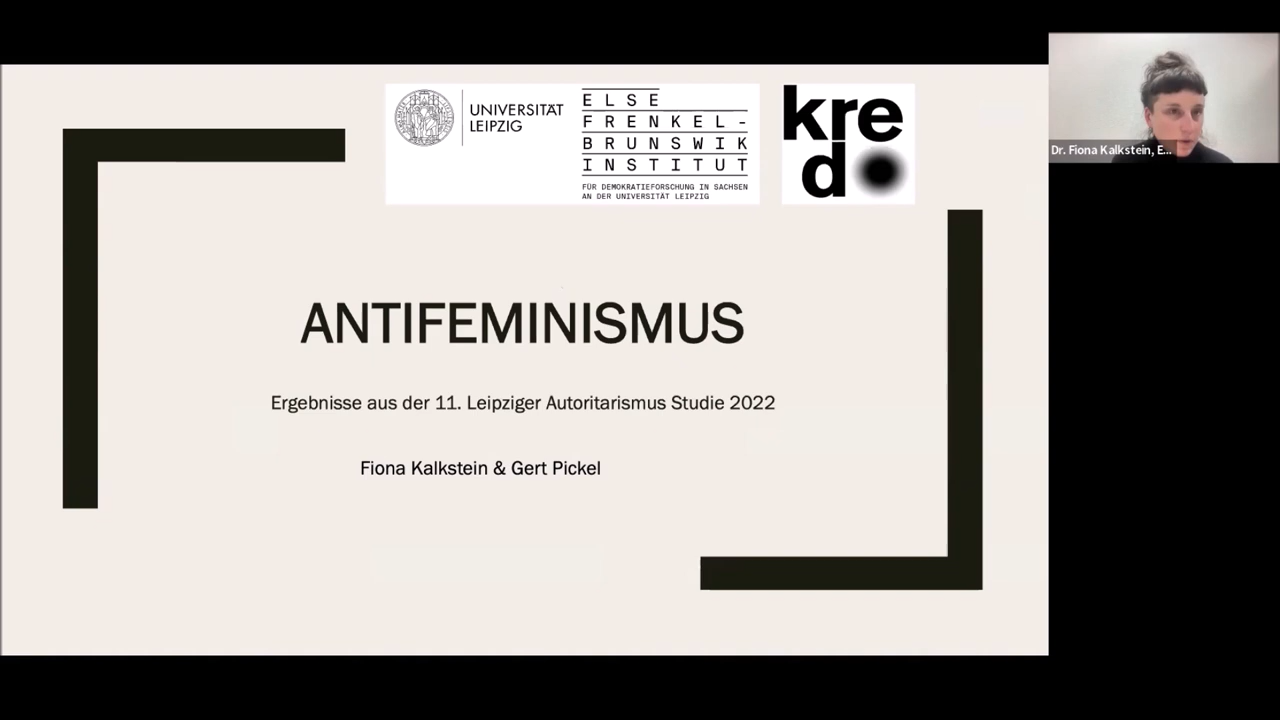 UNIVERSITÄT
LEIPZIG
ELSE
FRENKEL-
BRUNSWIK
INSTITUT
FÜR DEMOKRATIEFORSCHUNG IN SACHSEN
AN DER UNIVERSITÄT LEIPZIG
kre
do
Dr. Fiona Kalkstein, E...
ANTIFEMINISMUS
Ergebnisse aus der 11. Leipziger Autoritarismus Studie 2022
Fiona Kalkstein & Gert Pickel